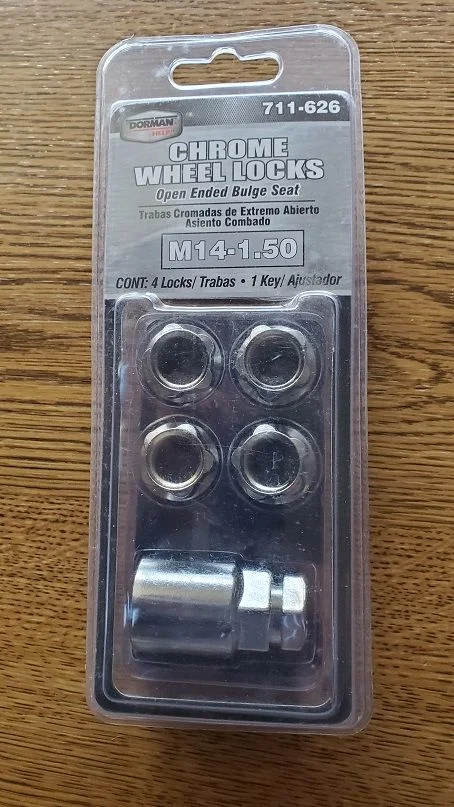 711-626
DORMAN
HELP!
CHROME
WHEEL LOCKS
Open Ended Bulge Seat
Trabas Cromadas de Extremo Abierto
Asiento Combado
M14-1.50
CONT: 4 Locks/ Trabas • 1 Key/ Ajustador